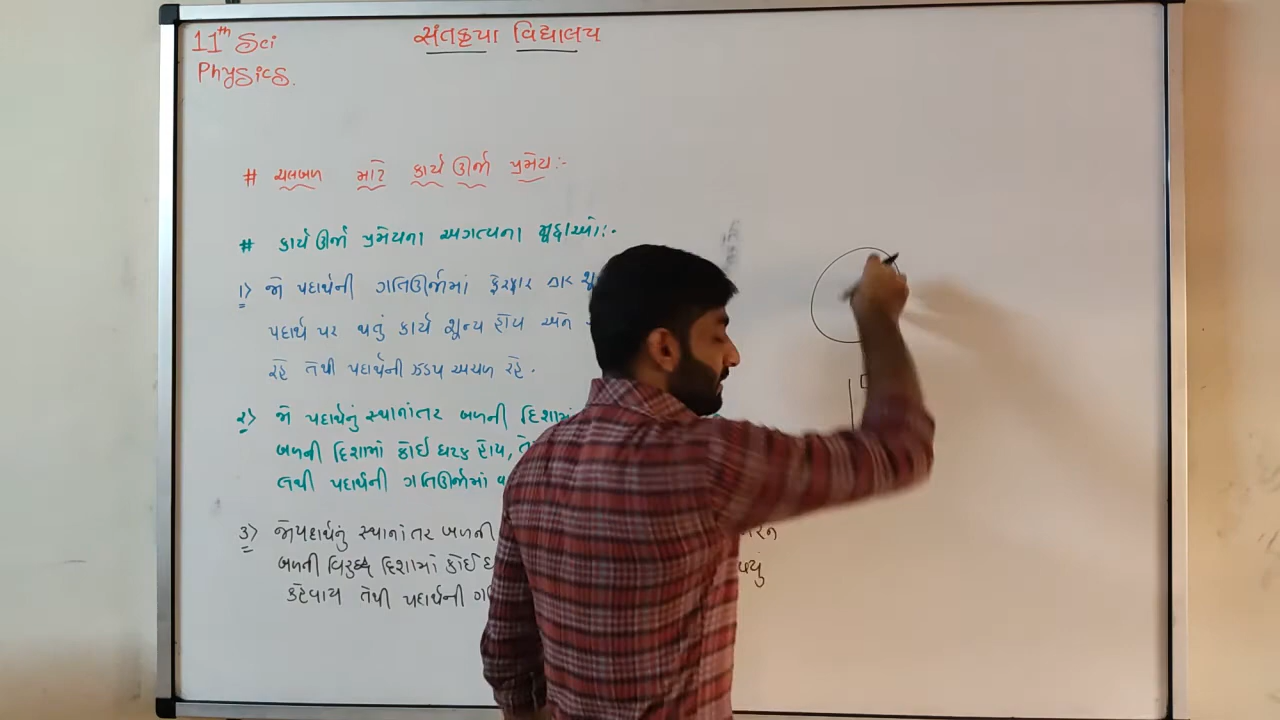 11th Sci
સંતકૃપા વિદ્યાલય
Physics.
# ચલબળ માટે કાર્ય ઊર્જા પ્રમેય:-
# કાર્ય ઊર્જા પ્રમેયના અગત્યના મુદ્દાઓ:-
1> જો પદાર્થની ગતિઊર્જામાં ફેરફાર
પદાર્થ પર થતું કાર્ય શૂન્ય હોય અને
રહે તેથી પદાર્થની ઝડપ અચળ રહે.
૨> જો પદાર્થનું સ્થાનાંતર બળની દિશામાં
બળની દિશામાં કોઈ ઘટક હોય,
પદાર્થની ગતિઊર્જામાં
3> જો પદાર્થનું સ્થાનાંતર બળની
બળની વિરુદ્ધ દિશામાં કોઈ
કહેવાય તેથી પદાર્થની